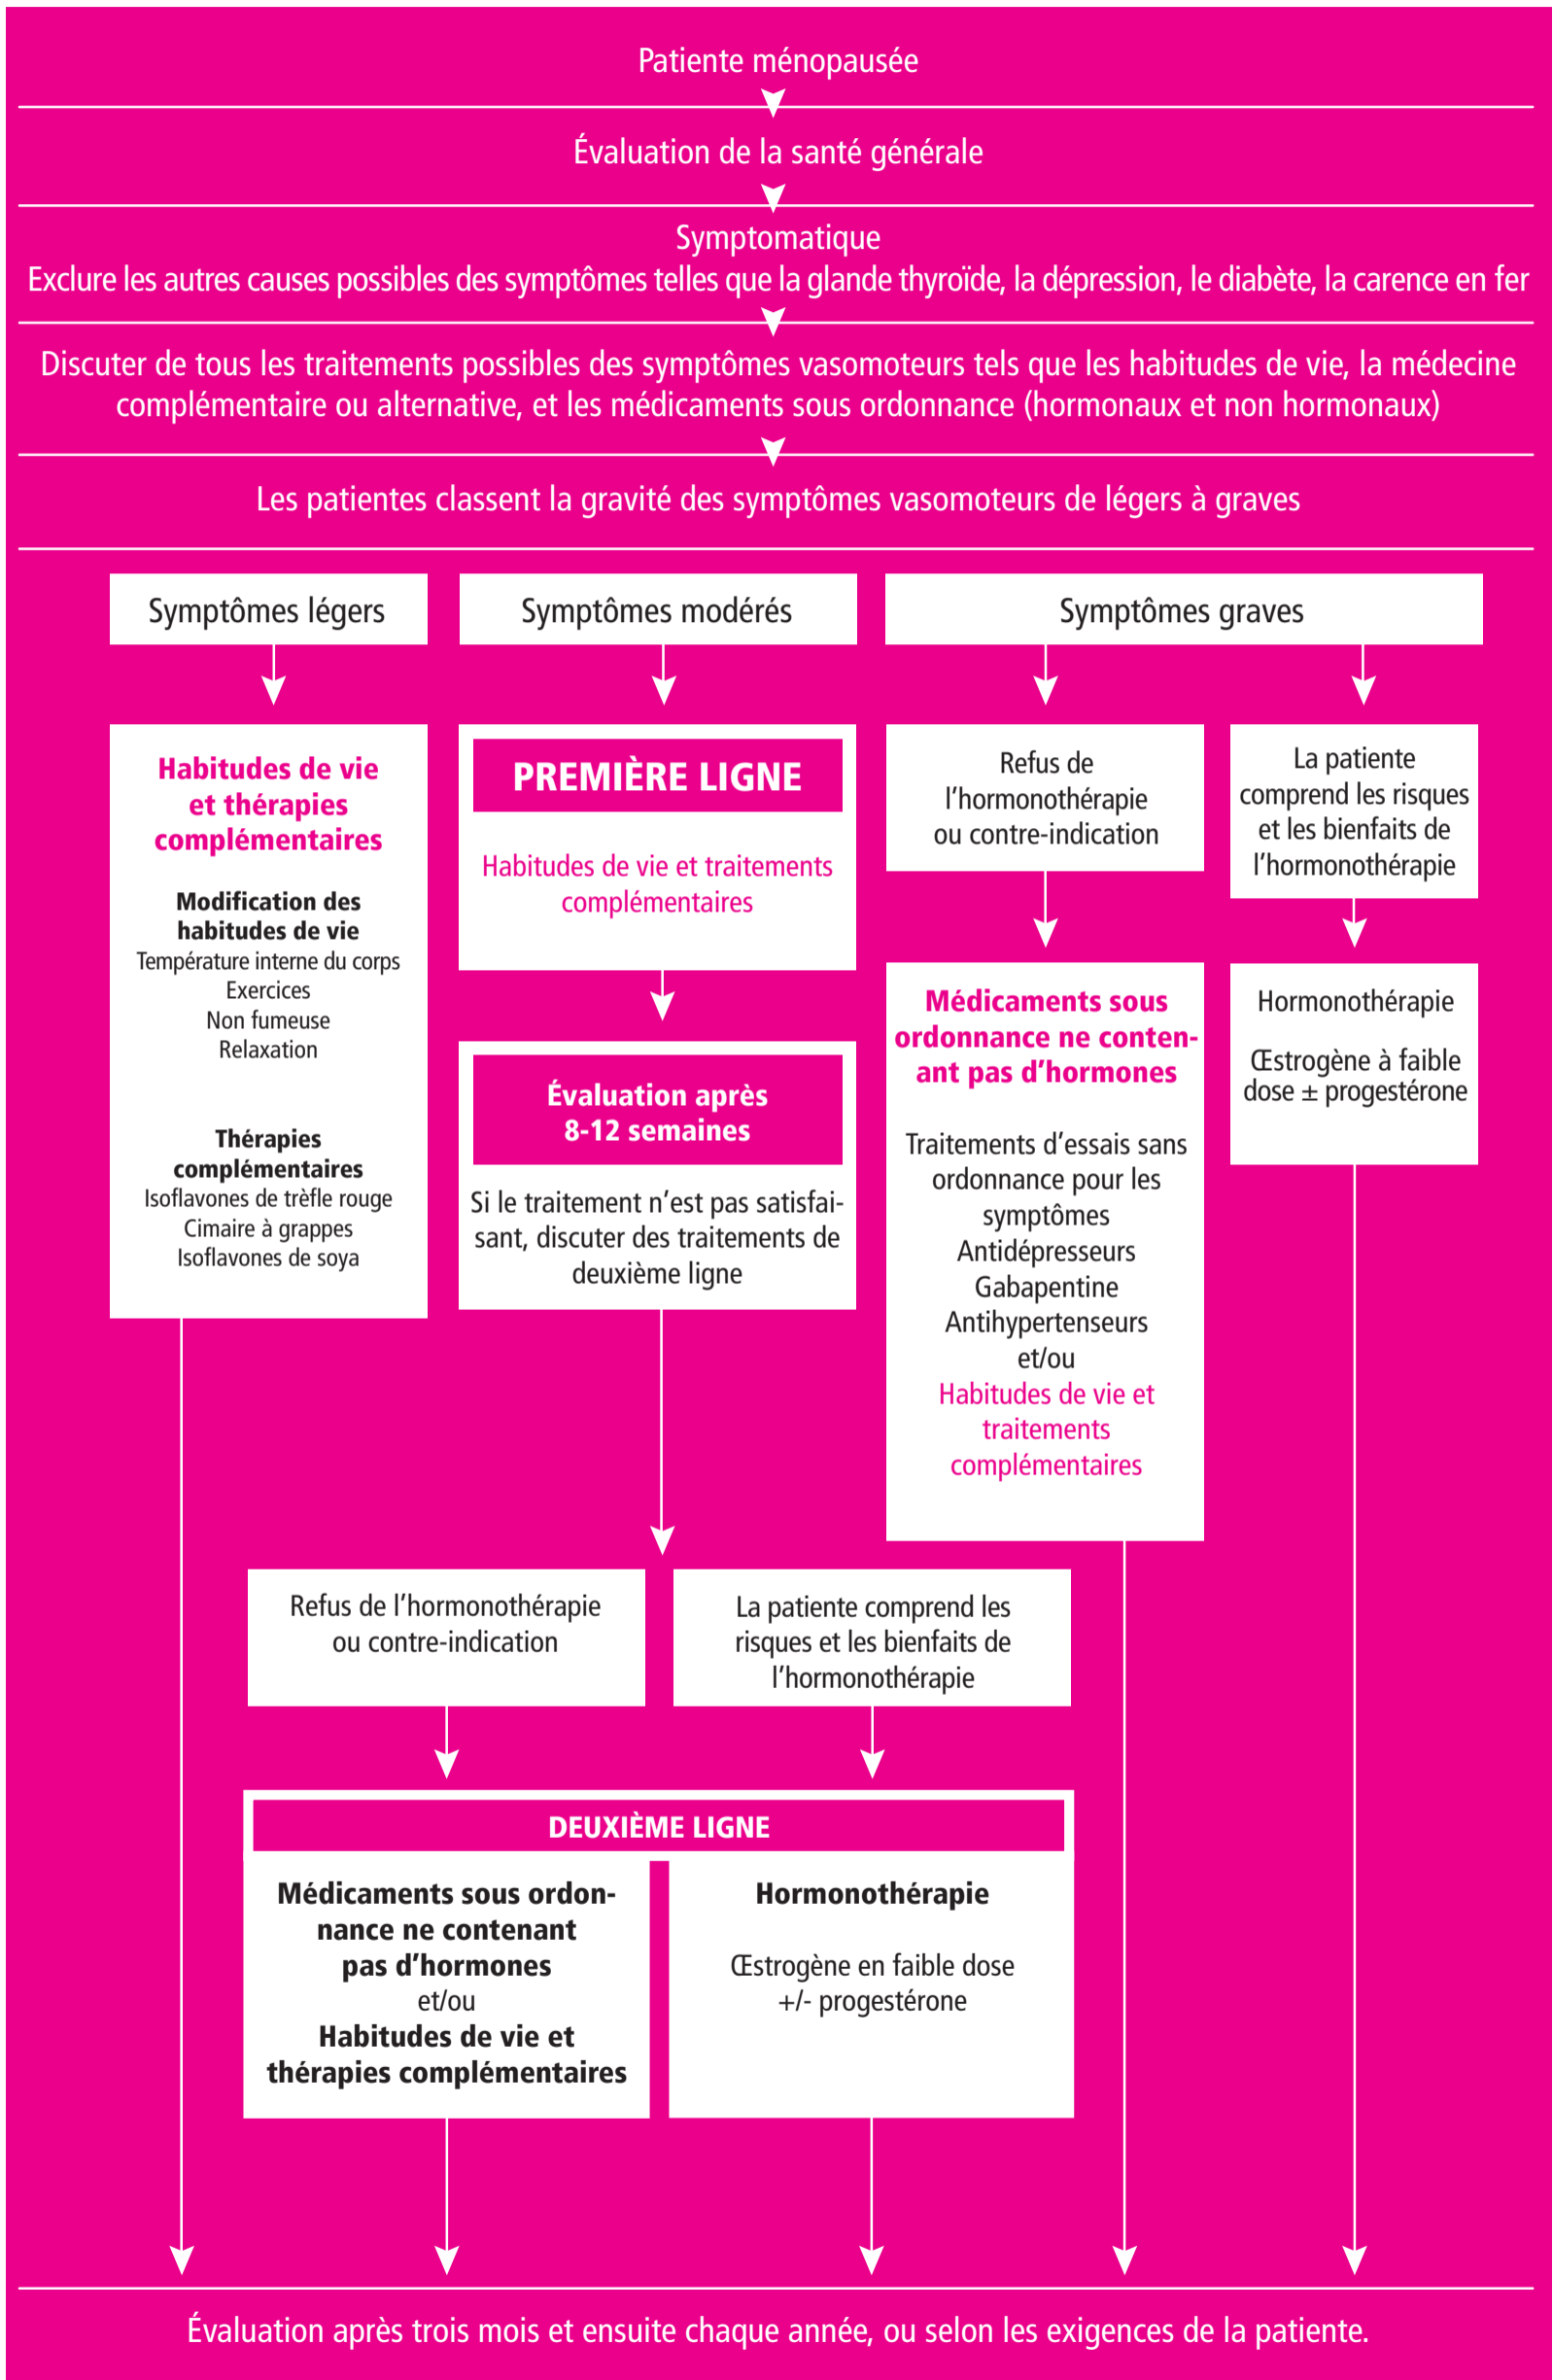 Patiente ménopausée
Évaluation de la santé générale
Symptomatique
Exclure les autres causes possibles des symptômes telles que la glande thyroïde, la dépression, le diabète, la carence en fer
Discuter de tous les traitements possibles des symptômes vasomoteurs tels que les habitudes de vie, la médecine
complémentaire ou alternative, et les médicaments sous ordonnance (hormonaux et non hormonaux)
Les patientes classent la gravité des symptômes vasomoteurs de légers à graves
Symptômes légers
Habitudes de vie
et thérapies
complémentaires
Modification des
habitudes de vie
Température interne du corps
Exercices
Non fumeuse
Relaxation
Thérapies
complémentaires
Isoflavones de trèfle rouge
Cimaire à grappes
Isoflavones de soya
Symptômes modérés
PREMIÈRE LIGNE
Habitudes de vie et traitements
complémentaires
Évaluation après
8-12 semaines
Si le traitement n’est pas satisfai-
sant, discuter des traitements de
deuxième ligne
Symptômes graves
Refus de
l’hormonothérapie
ou contre-indication
Médicaments sous
ordonnance ne conten-
ant pas d’hormones
Traitements d’essais sans
ordonnance pour les
symptômes
Antidépresseurs
Gabapentine
Antihypertenseurs
et/ou
Habitudes de vie et
traitements
complémentaires
La patiente
comprend les risques
et les bienfaits de
l’hormonothérapie
Hormonothérapie
Œstrogène à faible
dose ± progestérone
Refus de l’hormonothérapie
ou contre-indication
La patiente comprend les
risques et les bienfaits de
l’hormonothérapie
DEUXIÈME LIGNE
Médicaments sous ordon-
nance ne contenant
pas d’hormones
et/ou
Habitudes de vie et
thérapies complémentaires
Hormonothérapie
Œstrogène en faible dose
+/- progestérone
Évaluation après trois mois et ensuite chaque année, ou selon les exigences de la patiente.